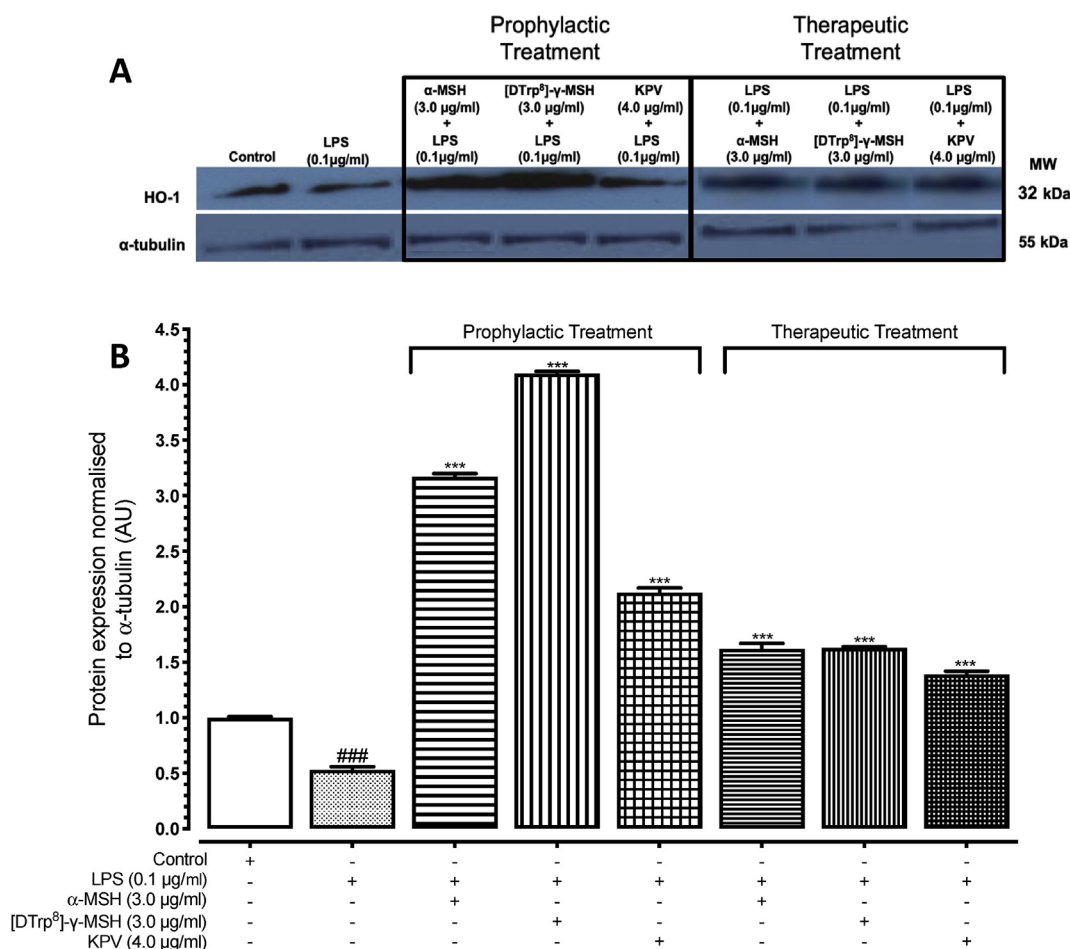 Prophylactic
Treatment
Therapeutic
Treatment
A
α-MSH
(3.0 µg/ml)
+
LPS
(0.1µg/ml)
[DTrp⁸]-γ-MSH
(3.0 µg/ml)
+
LPS
(0.1µg/ml)
KPV
(4.0 µg/ml)
+
LPS
(0.1µg/ml)
LPS
(0.1µg/ml)
+
α-MSH
(3.0 µg/ml)
LPS
(0.1µg/ml)
+
[DTrp⁸]-γ-MSH
(3.0 µg/ml)
LPS
(0.1µg/ml)
+
KPV
(4.0 µg/ml)
Control
LPS
(0.1µg/ml)
MW
HO-1
32 kDa
α-tubulin
55 kDa
B
Prophylactic Treatment
Therapeutic Treatment
Protein expression normalised
to α-tubulin (AU)
4.5
4.0
3.5
3.0
2.5
2.0
1.5
1.0
0.5
0.0
###
***
***
***
***
***
***
Control + - - - - - - -
LPS (0.1 µg/ml) - + + + + + + +
α-MSH (3.0 µg/ml) - - + - - + - -
[DTrp⁸]-γ-MSH (3.0 µg/ml) - - - + - - + -
KPV (4.0 µg/ml) - - - - + - - +